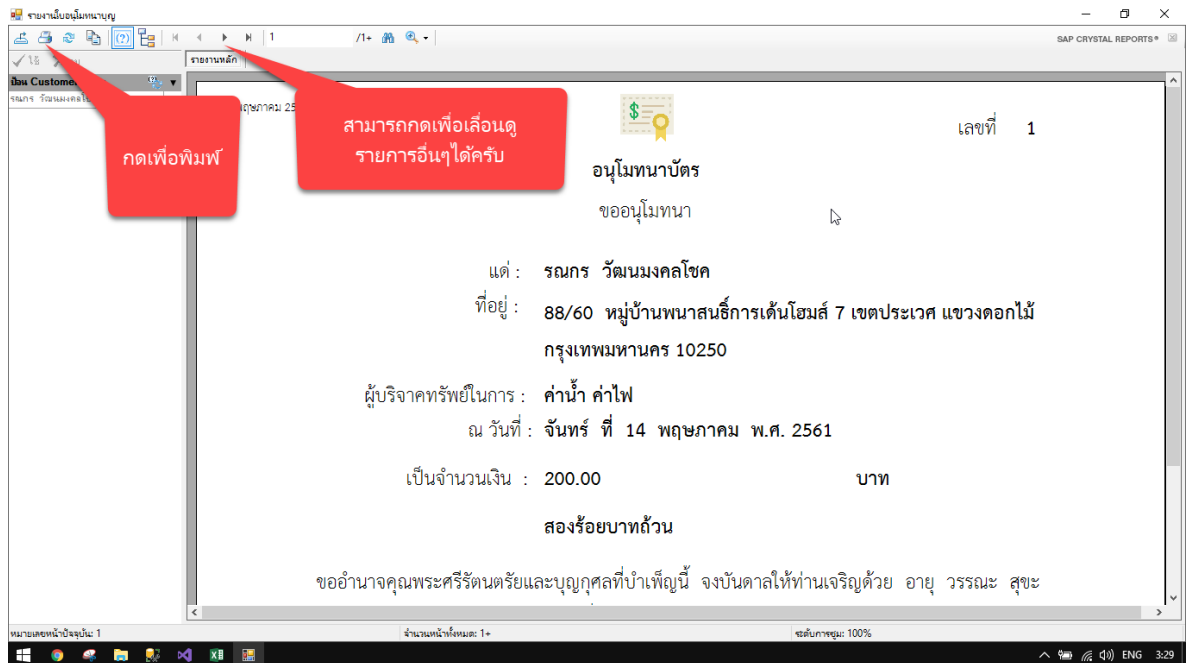 รายงานใบอนุโมทนาบุญ
1 /1+
SAP CRYSTAL REPORTS®
ใช้
รายงานหลัก
ป้อน
รณกร
พฤษภาคม 25
กดเพื่อพิมพ์
สามารถกดเพื่อเลื่อนดู
รายการอื่นๆได้ครับ
เลขที่ 1
อนุโมทนาบัตร
ขออนุโมทนา
แด่ : รณกร วัฒนมงคลโชค
ที่อยู่ : 88/60 หมู่บ้านพนาสนธิ์การเด้นโฮมส์ 7 เขตประเวศ แขวงดอกไม้
กรุงเทพมหานคร 10250
ผู้บริจาคทรัพย์ในการ : ค่าน้ำ ค่าไฟ
ณ วันที่ : จันทร์ ที่ 14 พฤษภาคม พ.ศ. 2561
เป็นจำนวนเงิน : 200.00 บาท
สองร้อยบาทถ้วน
ขออำนาจคุณพระศรีรัตนตรัยและบุญกุศลที่บำเพ็ญนี้ จงบันดาลให้ท่านเจริญด้วย อายุ วรรณะ สุขะ
หมายเลขหน้าปัจจุบัน: 1 จำนวนหน้าทั้งหมด: 1+ ระดับการซูม: 100%
ENG 3:29